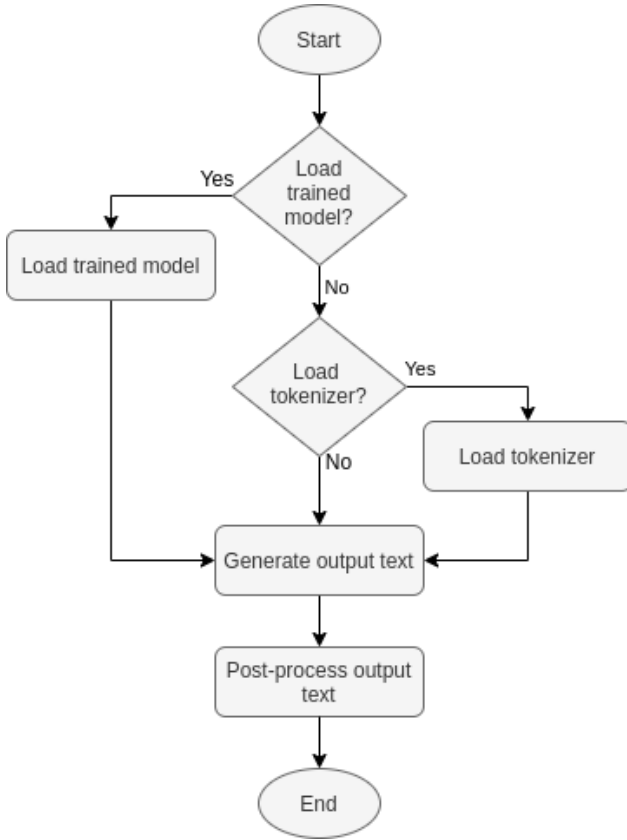 Start
Load
trained
model?
Yes
Load trained model
No
Load
tokenizer?
Yes
Load tokenizer
No
Generate output text
Post-process output
text
End